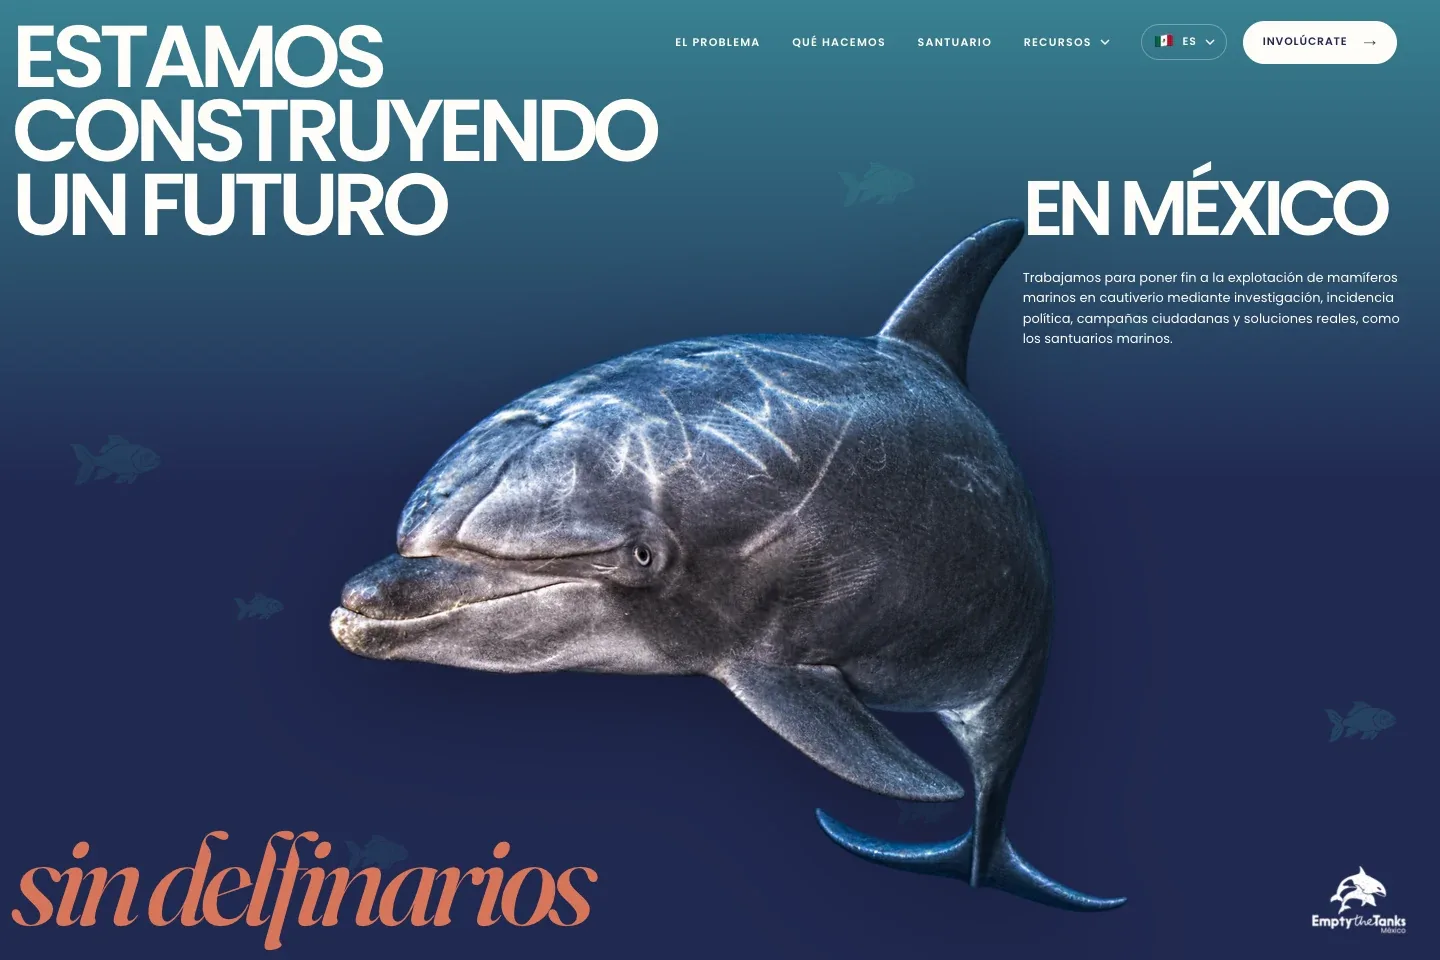 ESTAMOS
CONSTRUYENDO
UN FUTURO
EL PROBLEMA
QUÉ HACEMOS
SANTUARIO
RECURSOS
ES
INVOLÚCRATE →
EN MÉXICO
Trabajamos para poner fin a la explotación de mamíferos
marinos en cautiverio mediante investigación, incidencia
política, campañas ciudadanas y soluciones reales, como
los santuarios marinos.
sin delfinarios
Empty the Tanks
México